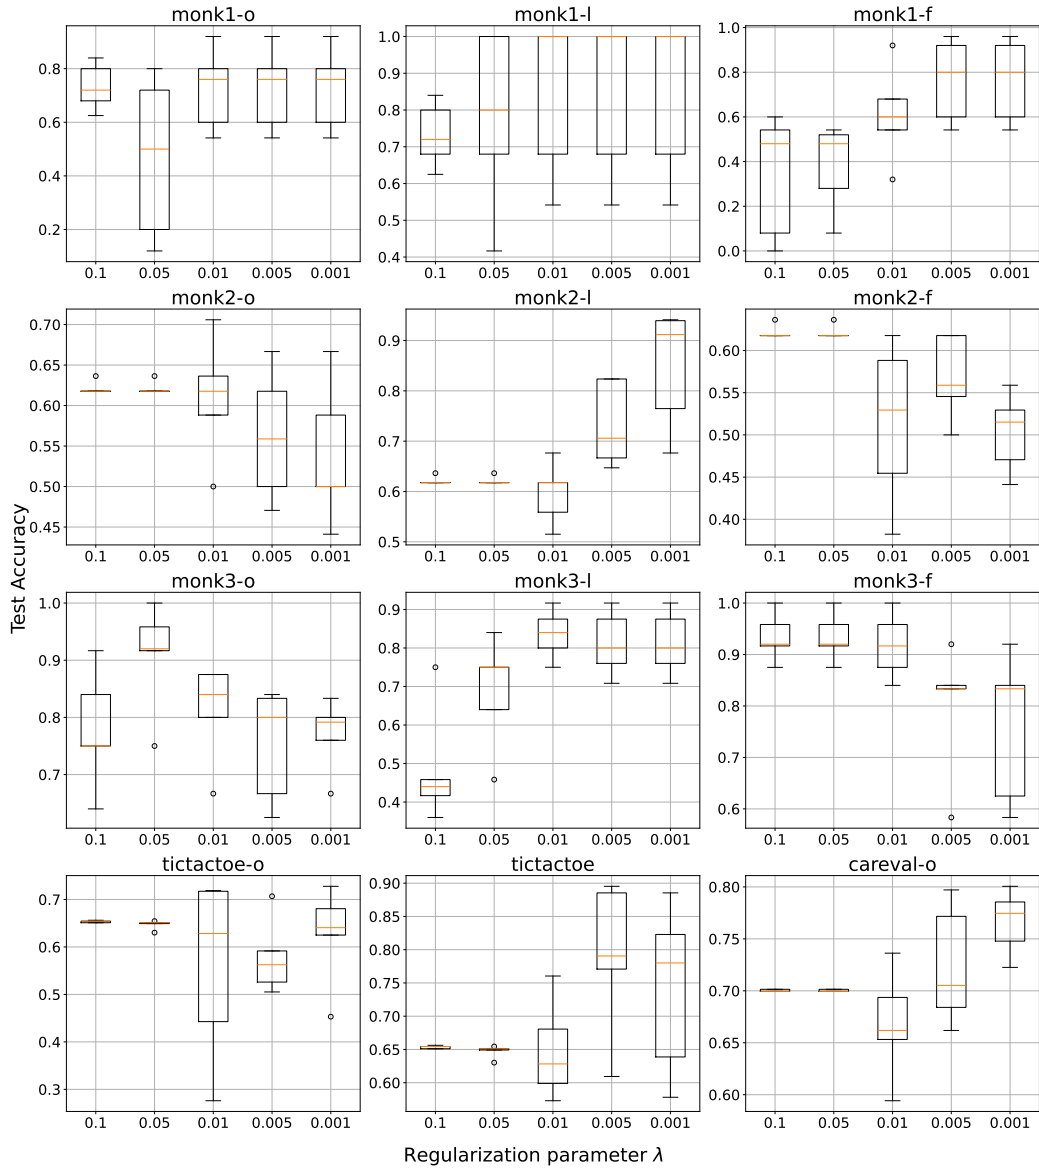 monk1-o monk1-l monk1-f
0.8 1.0 1.0
0.6 0.9 0.8
0.4 0.8 0.6
0.2 0.7 0.4
0.6 0.2
0.5 0.0
0.4
0.1 0.05 0.01 0.005 0.001 0.1 0.05 0.01 0.005 0.001 0.1 0.05 0.01 0.005 0.001
monk2-o monk2-l monk2-f
0.70 0.9 0.60
0.65 0.8 0.55
0.60 0.7 0.50
0.55 0.6 0.45
0.50 0.5 0.40
0.45
0.1 0.05 0.01 0.005 0.001 0.1 0.05 0.01 0.005 0.001 0.1 0.05 0.01 0.005 0.001
Test Accuracy
monk3-o monk3-l monk3-f
1.0 0.9 1.0
0.9 0.8 0.9
0.8 0.7 0.8
0.7 0.6 0.7
0.5 0.6
0.4
0.1 0.05 0.01 0.005 0.001 0.1 0.05 0.01 0.005 0.001 0.1 0.05 0.01 0.005 0.001
tictactoe-o tictactoe careval-o
0.7 0.90 0.80
0.6 0.85 0.75
0.5 0.80 0.70
0.4 0.75 0.65
0.3 0.70 0.60
0.65
0.60
0.1 0.05 0.01 0.005 0.001 0.1 0.05 0.01 0.005 0.001 0.1 0.05 0.01 0.005 0.001
Regularization parameter λ